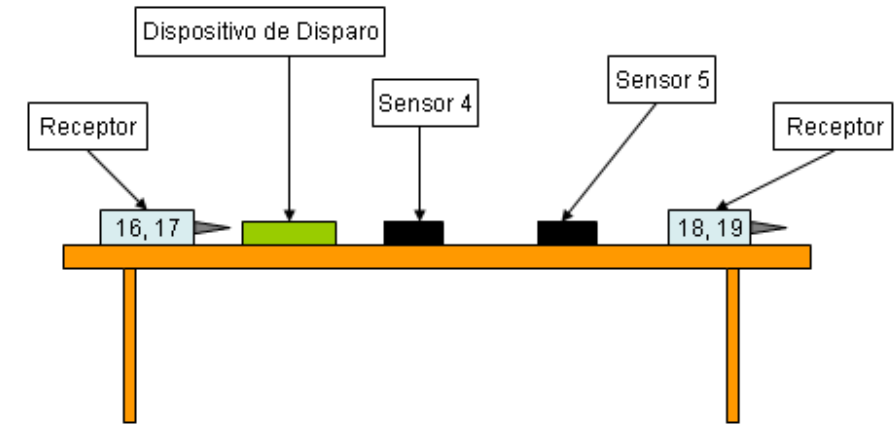 Dispositivo de Disparo
Sensor 5
Sensor 4
Receptor
Receptor
16, 17
18, 19